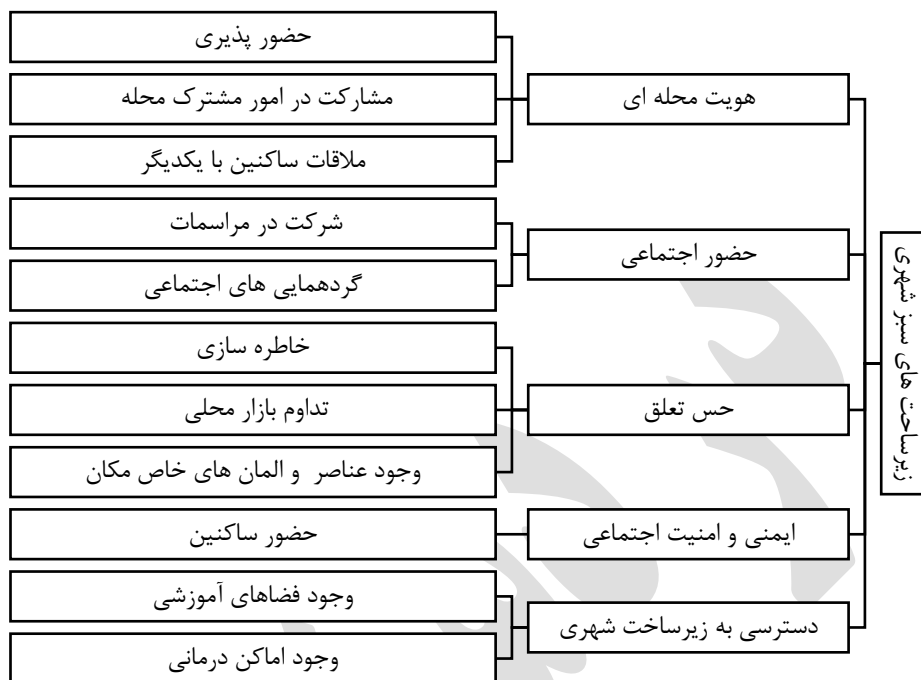 زیرساحت های سبز شهری
هویت محله ای
حضور پذیری
مشارکت در امور مشترک محله
ملاقات ساکنین با یکدیگر
حضور اجتماعی
شرکت در مراسمات
گردهمایی های اجتماعی
حس تعلق
خاطره سازی
تداوم بازار محلی
وجود عناصر و المان های خاص مکان
ایمنی و امنیت اجتماعی
حضور ساکنین
دسترسی به زیرساخت شهری
وجود فضاهای آموزشی
وجود اماکن درمانی